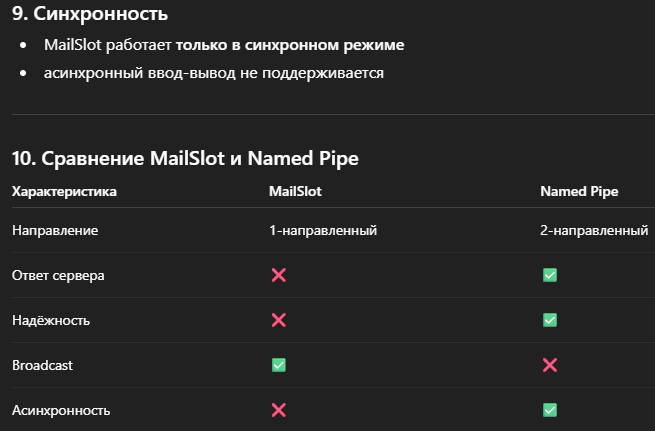 9. Синхронность
• MailSlot работает только в синхронном режиме
• асинхронный ввод-вывод не поддерживается
10. Сравнение MailSlot и Named Pipe
Характеристика MailSlot Named Pipe
Направление 1-направленный 2-направленный
Ответ сервера ❌ ✅
Надёжность ❌ ✅
Broadcast ✅ ❌
Асинхронность ❌ ✅